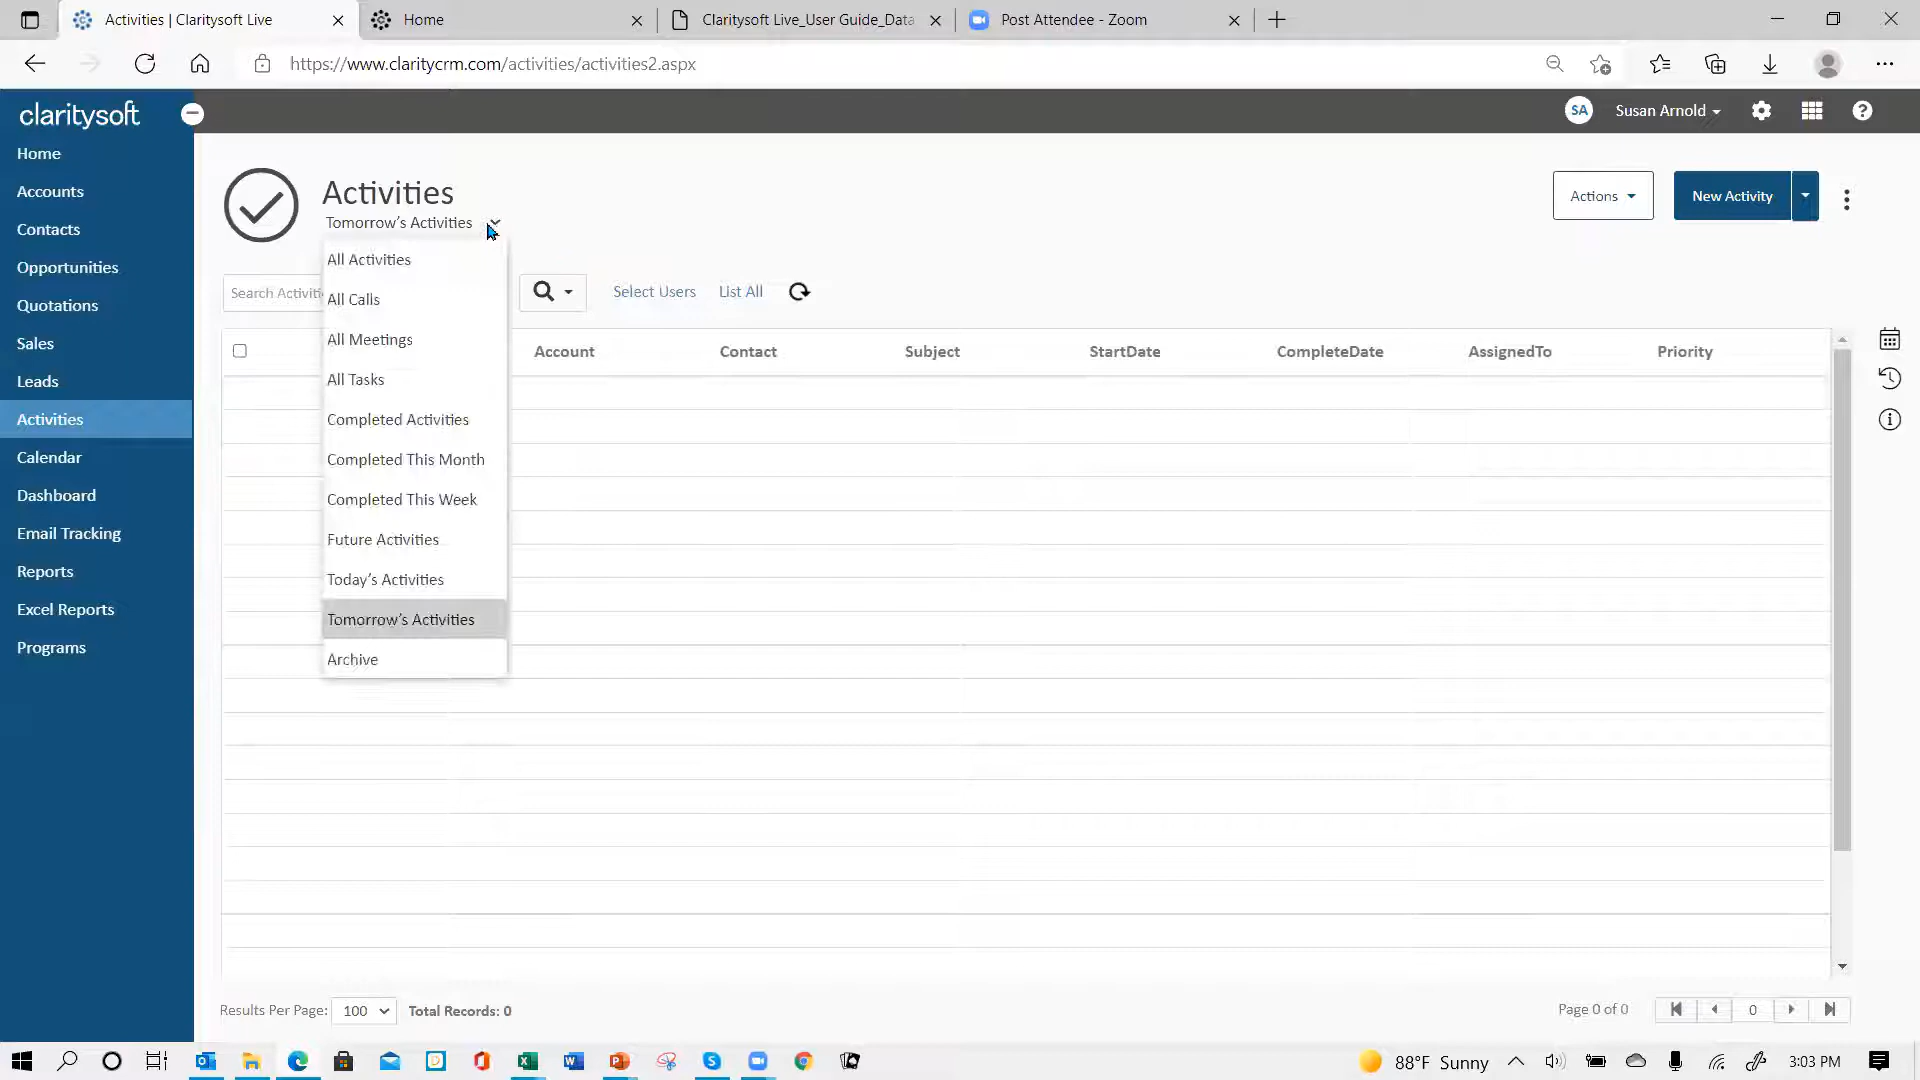 Activities | Claritysoft Live
Home
Claritysoft Live_User Guide_Data
Post Attendee - Zoom
https://www.claritycrm.com/activities/activities2.aspx
claritysoft
SA
Susan Arnold
Home
Accounts
Contacts
Opportunities
Quotations
Sales
Leads
Activities
Calendar
Dashboard
Email Tracking
Reports
Excel Reports
Programs
Activities
Tomorrow's Activities
Actions
New Activity
All Activities
All Calls
All Meetings
All Tasks
Completed Activities
Completed This Month
Completed This Week
Future Activities
Today's Activities
Tomorrow's Activities
Archive
Search Activiti
Select Users
List All
Account
Contact
Subject
StartDate
CompleteDate
AssignedTo
Priority
Results Per Page: 100
Total Records: 0
Page 0 of 0
0
88°F Sunny
3:03 PM